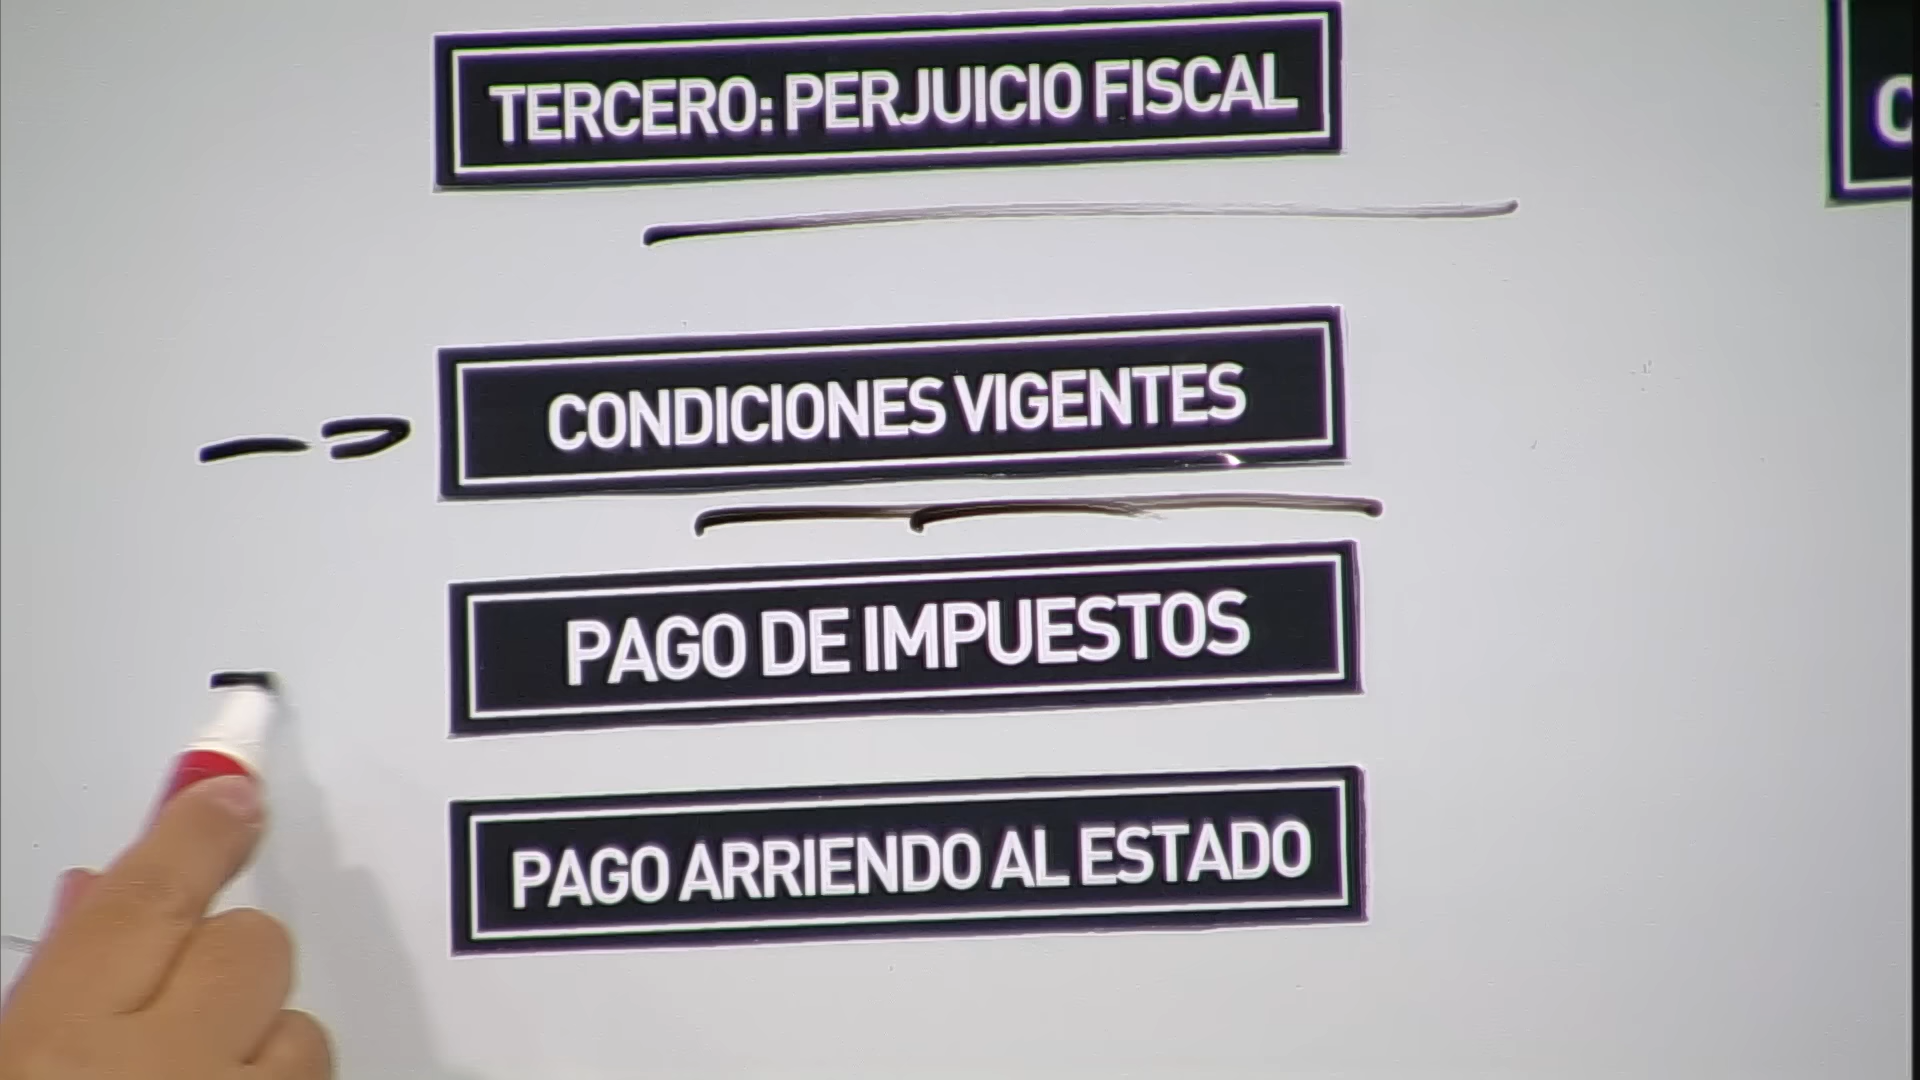 TERCERO: PERJUICIO FISCAL
CONDICIONES VIGENTES
PAGO DE IMPUESTOS
PAGO ARRIENDO AL ESTADO